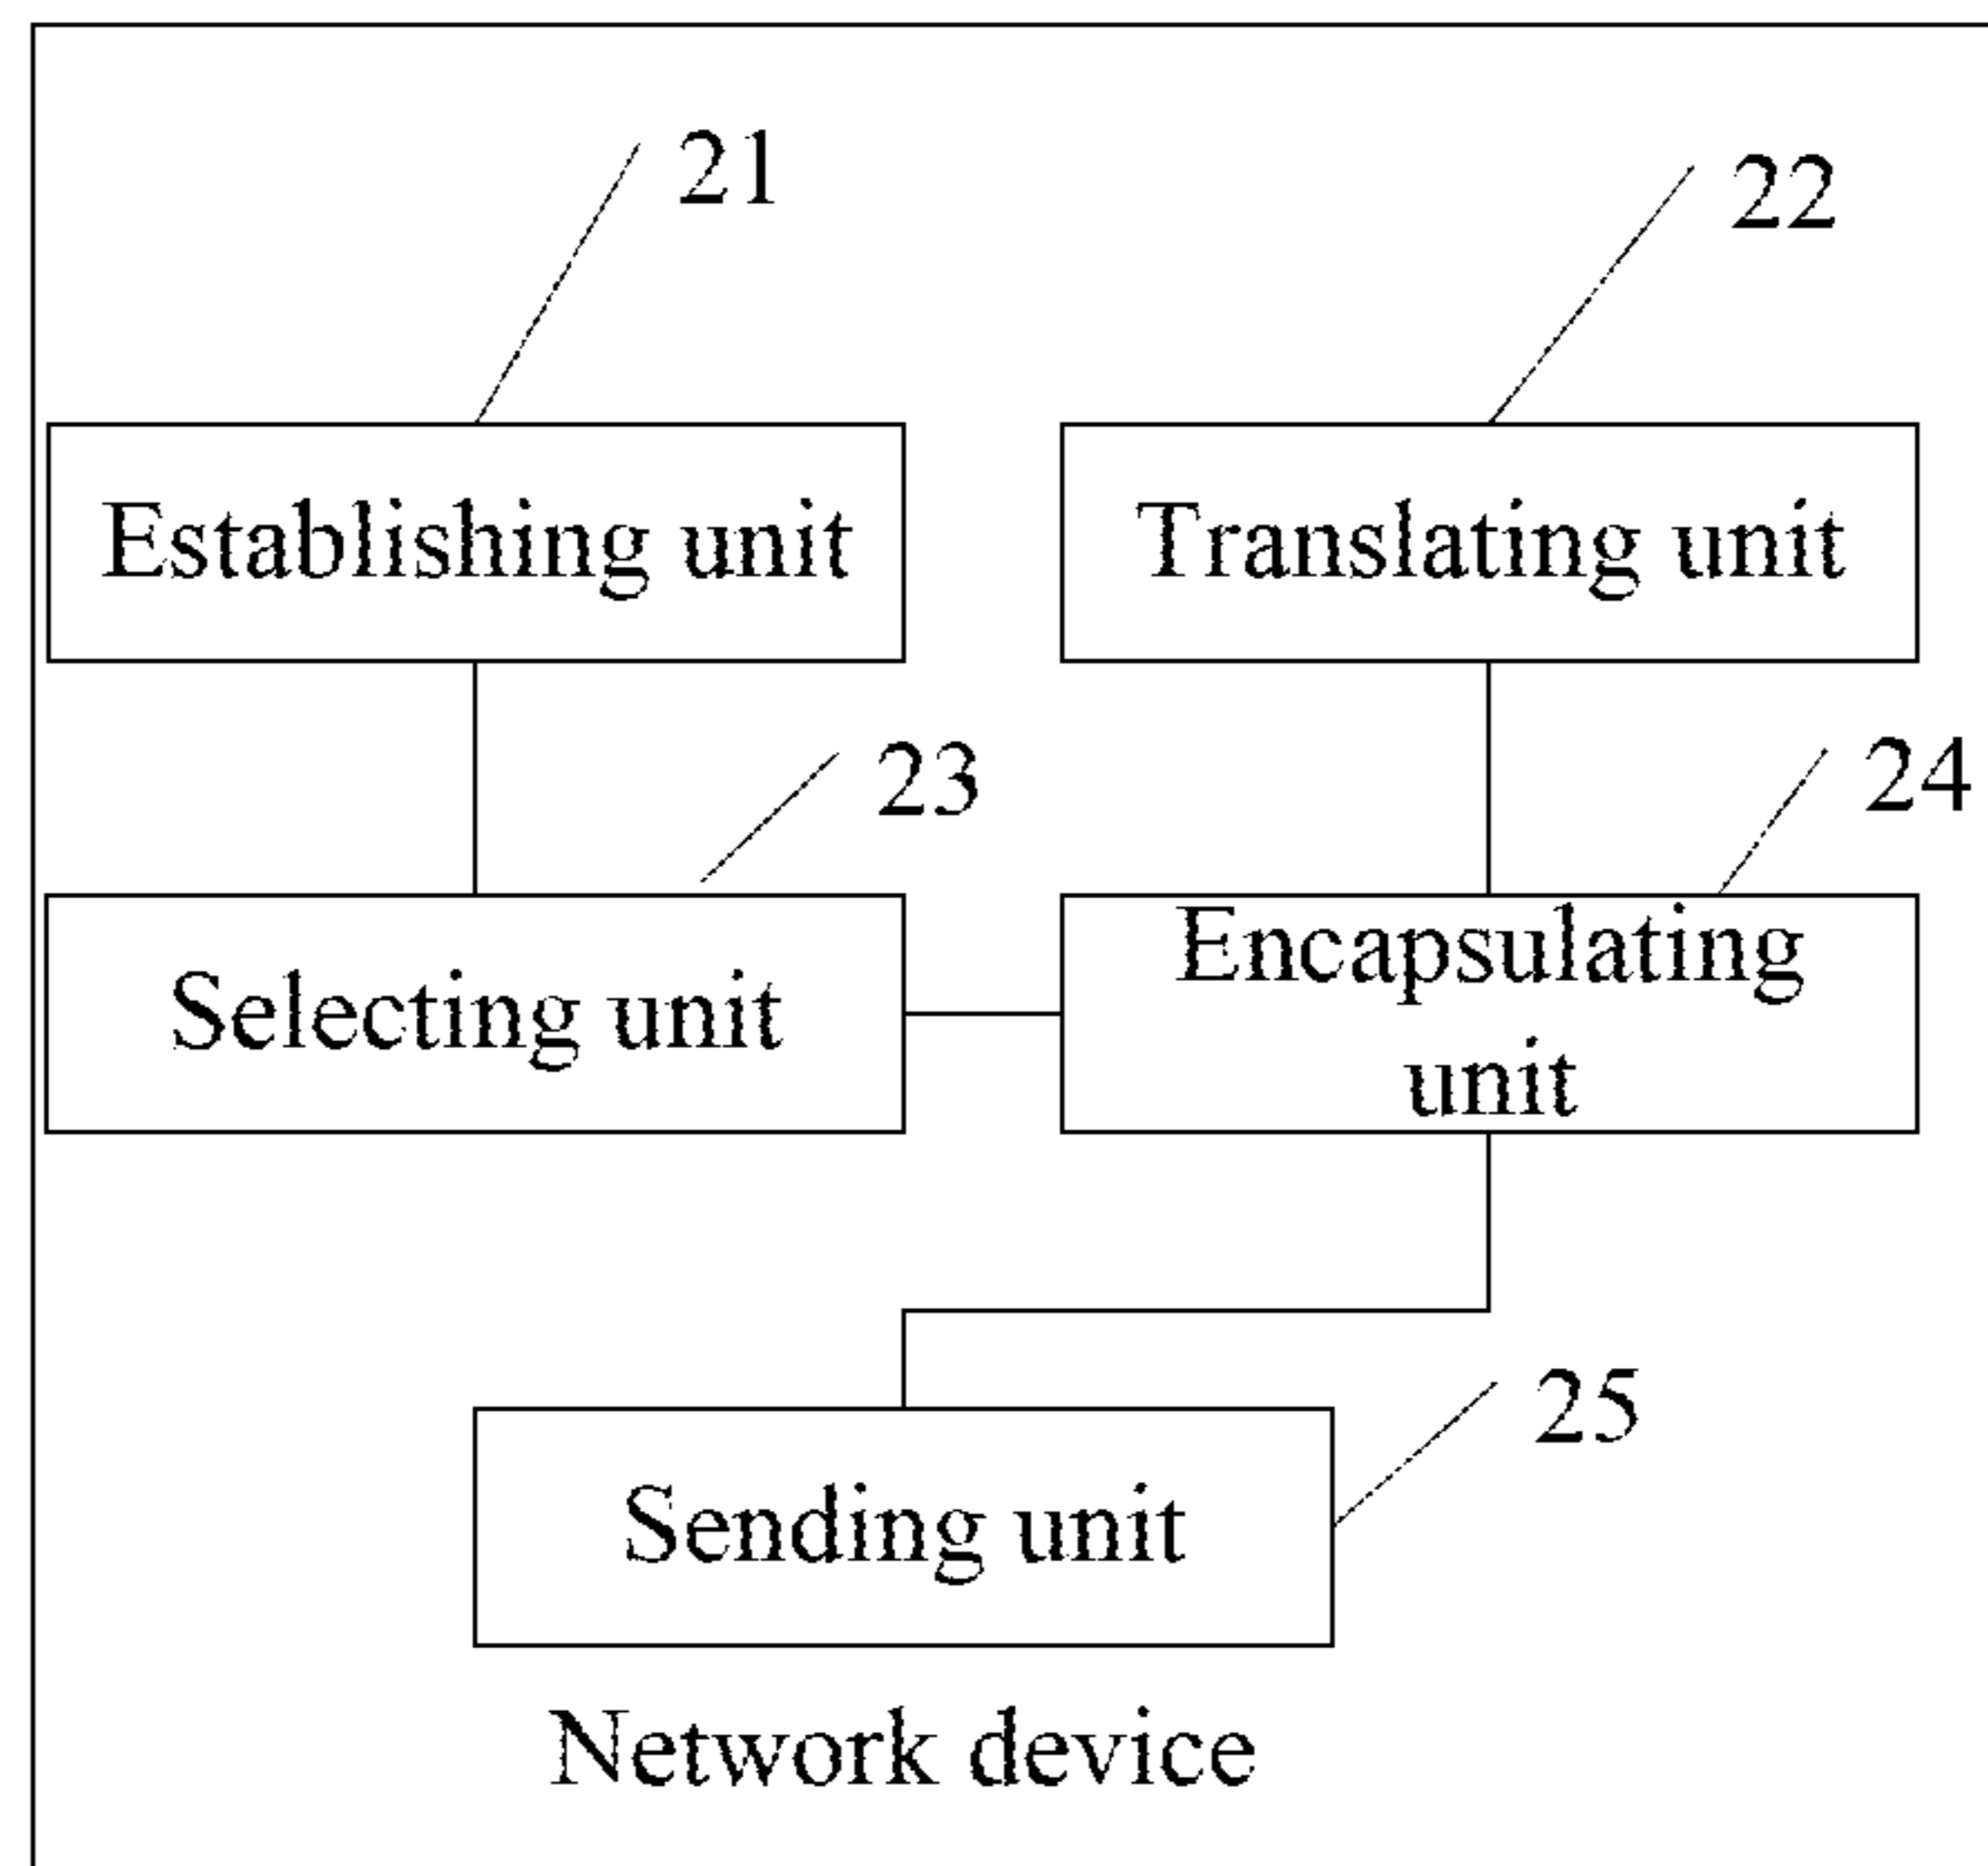 21
22
Establishing unit
Translating unit
23
24
Selecting unit
Encapsulating
unit
25
Sending unit
Network device